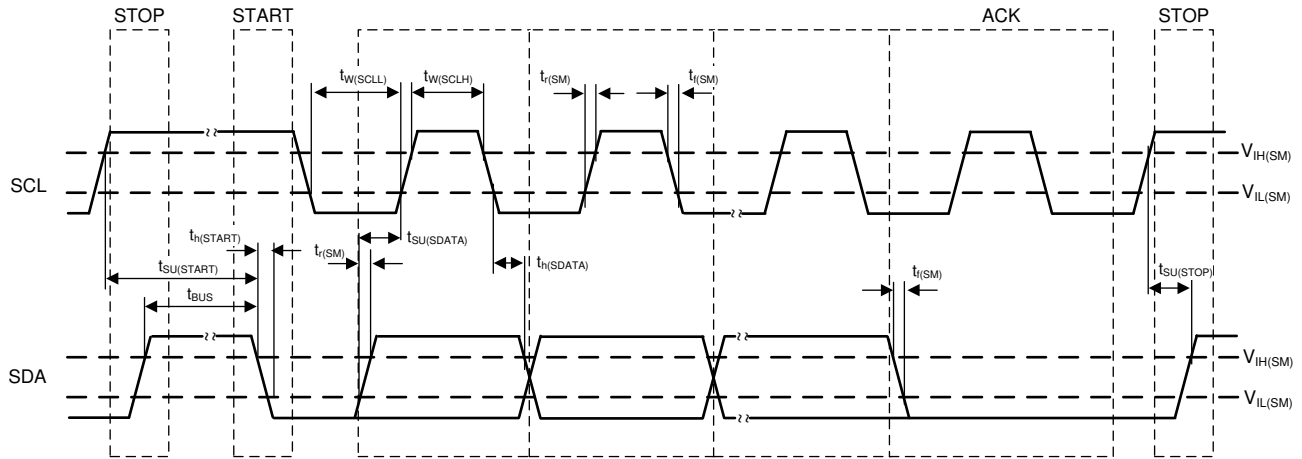 STOP
START
ACK
STOP
tW(SCLL)
tW(SCLH)
tr(SM)
tf(SM)
VIH(SM)
SCL
VIL(SM)
th(START)
tr(SM)
tSU(SDATA)
th(SDATA)
tSU(START)
tf(SM)
tSU(STOP)
tBUS
VIH(SM)
SDA
VIL(SM)